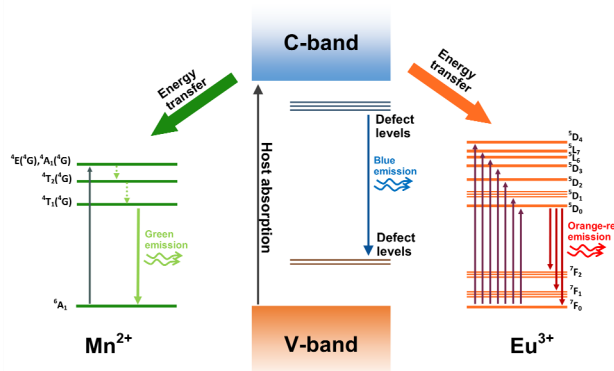 C-band
Energy
transfer
Energy
transfer
Host absorption
Defect
levels
Blue
emission
Defect
levels
V-band
⁴E(⁴G),⁴A₁(⁴G)
⁴T₂(⁴G)
⁴T₁(⁴G)
Green
emission
⁶A₁
Mn²⁺
⁵D₄
⁵L₇
⁵L₆
⁵D₃
⁵D₂
⁵D₁
⁵D₀
Orange-re
emission
⁷F₂
⁷F₁
⁷F₀
Eu³⁺